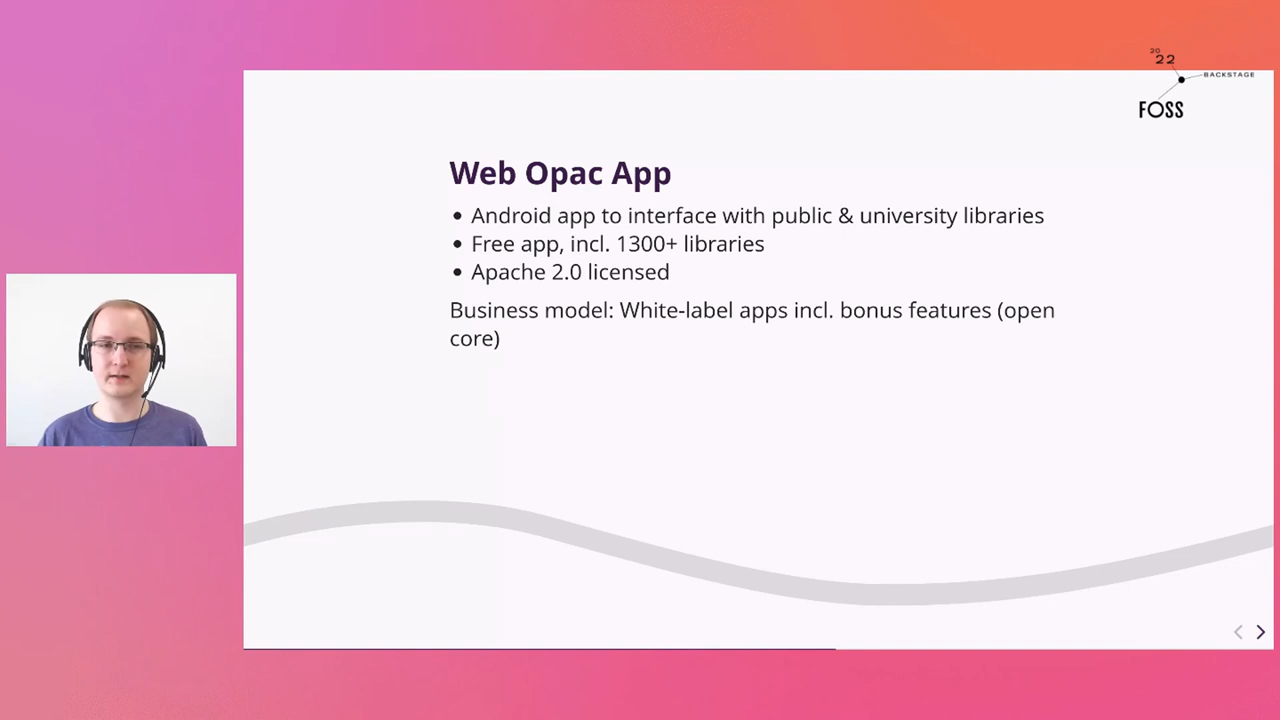 20
22
BACKSTAGE
FOSS
Web Opac App
• Android app to interface with public & university libraries
• Free app, incl. 1300+ libraries
• Apache 2.0 licensed
Business model: White-label apps incl. bonus features (open
core)